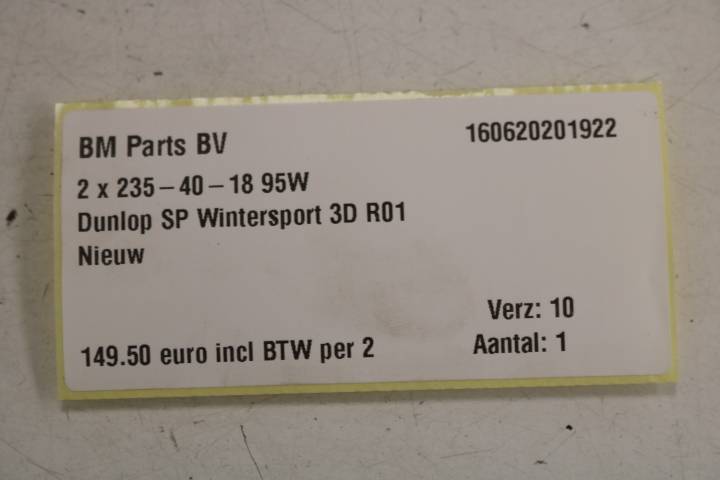 BM Parts BV 160620201922
2 x 235-40-18 95W
Dunlop SP Wintersport 3D R01
Nieuw
Verz: 10
149.50 euro incl BTW per 2 Aantal: 1